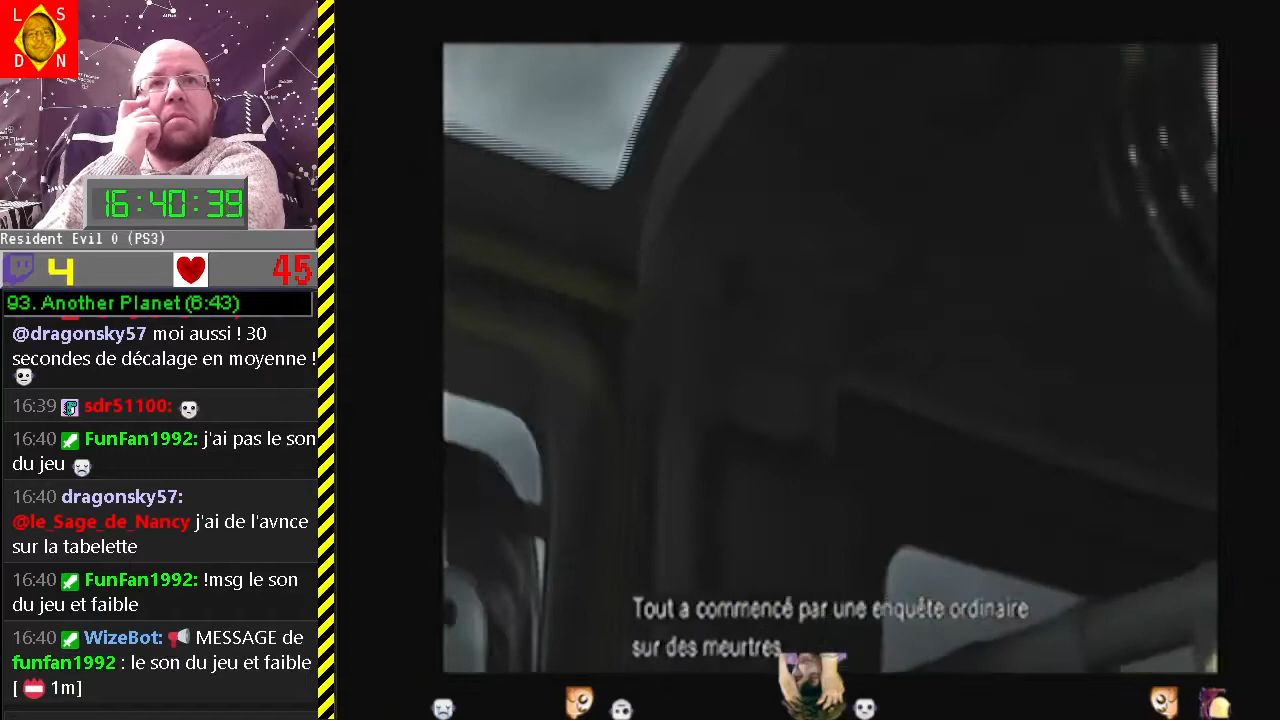 L S
D N
16:40:39
Resident Evil 0 (PS3)
4 45
93. Another Planet (6:43)
@dragonsky57 moi aussi ! 30
secondes de décalage en moyenne !
16:39 sdr51100:
16:40 FunFan1992: j'ai pas le son
du jeu
16:40 dragonsky57:
@le_Sage_de_Nancy j'ai de l'avnce
sur la tabelette
16:40 FunFan1992: !msg le son
du jeu et faible
16:40 WizeBot: MESSAGE de
funfan1992 : le son du jeu et faible
[ 1m]
Tout a commencé par une enquête ordinaire
sur des meurtres